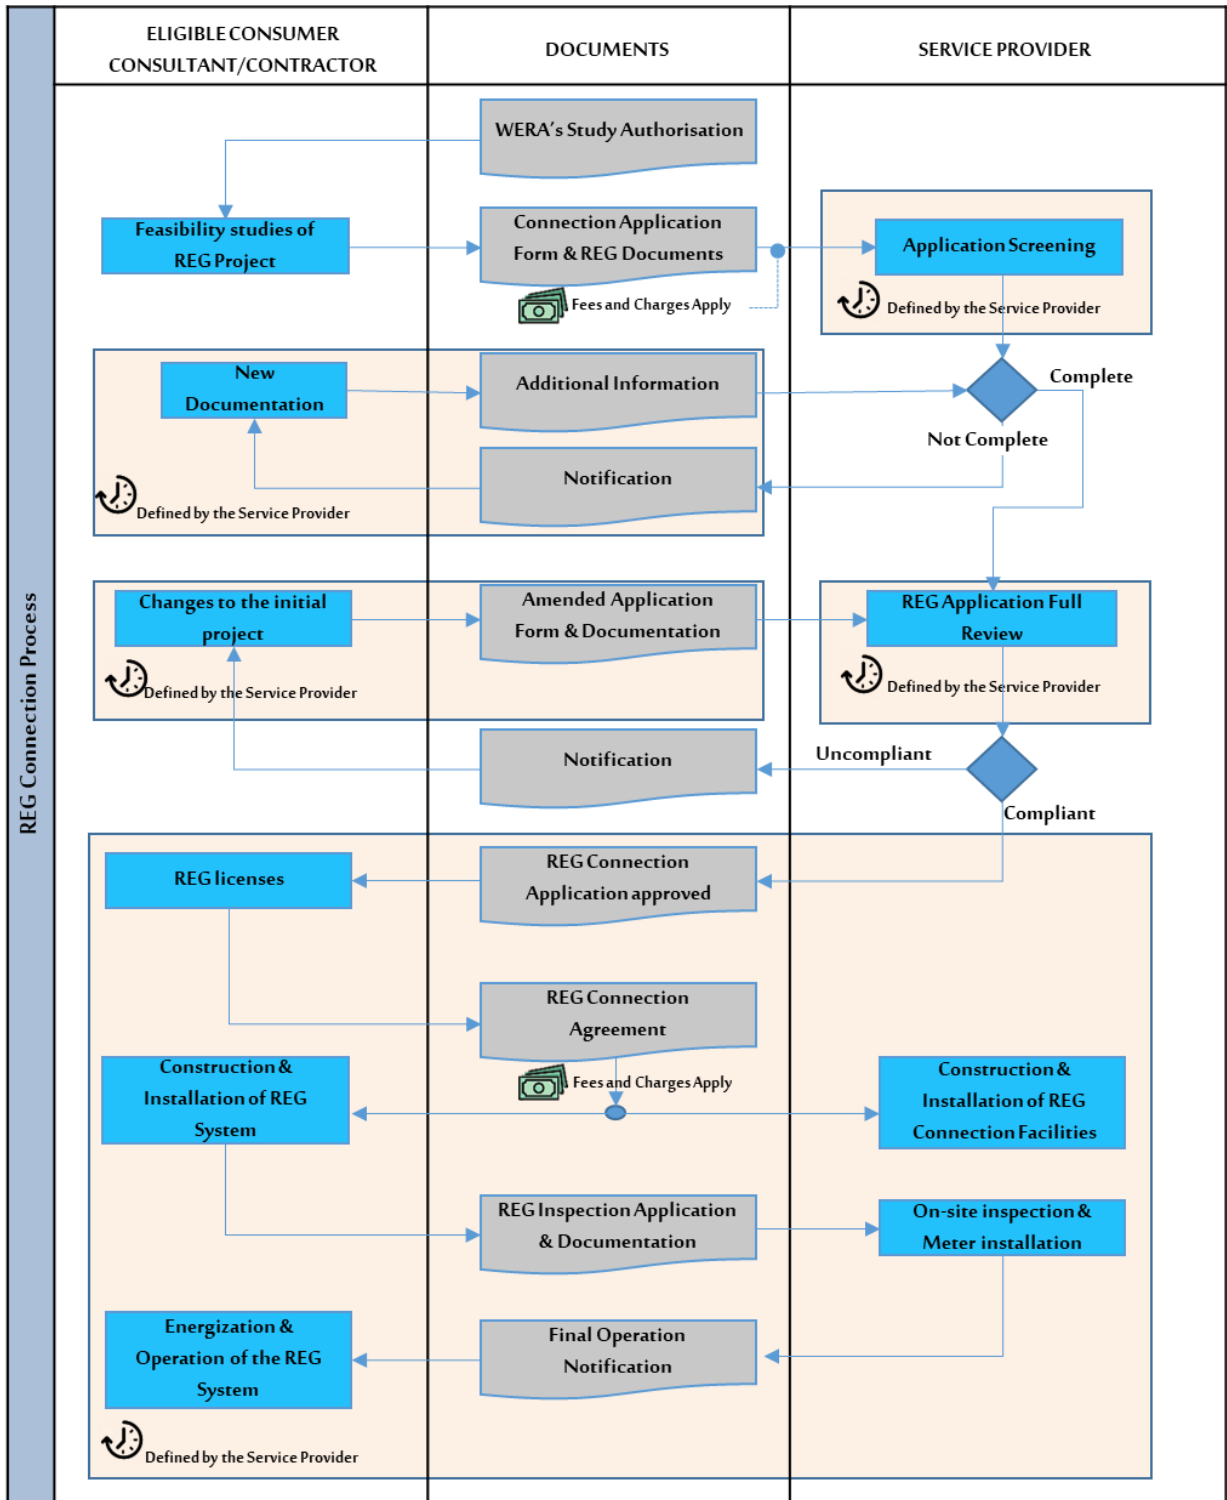 REG Connection Process
ELIGIBLE CONSUMER
CONSULTANT/CONTRACTOR
DOCUMENTS
SERVICE PROVIDER
WERA's Study Authorisation
Feasibility studies of
REG Project
Connection Application
Form & REG Documents
Application Screening
Fees and Charges Apply
Defined by the Service Provider
New
Documentation
Additional Information
Complete
Not Complete
Notification
Defined by the Service Provider
Changes to the initial
project
Amended Application
Form & Documentation
REG Application Full
Review
Defined by the Service Provider
Defined by the Service Provider
Notification
Uncompliant
Compliant
REG licenses
REG Connection
Application approved
REG Connection
Agreement
Fees and Charges Apply
Construction &
Installation of REG
System
Construction &
Installation of REG
Connection Facilities
REG Inspection Application
& Documentation
On-site inspection &
Meter installation
Energization &
Operation of the REG
System
Final Operation
Notification
Defined by the Service Provider